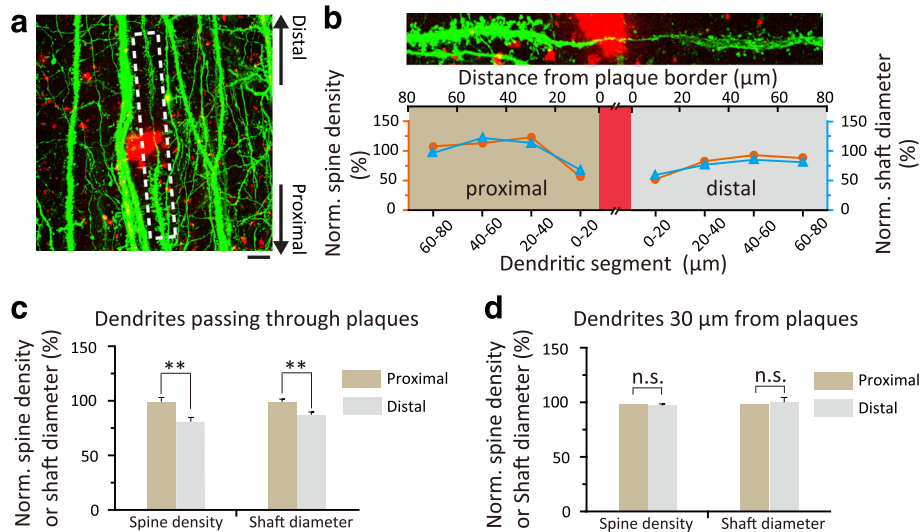 a
Distal
Proximal
b
Distance from plaque border (μm)
80 60 40 20 0 0 20 40 60 80
Norm. spine density
(%)
150
100
50
0
proximal
distal
150
100
50
0
Norm. shaft diameter
(%)
60-80 40-60 20-40 0-20 0-20 20-40 40-60 60-80
Dendritic segment (μm)
c
Dendrites passing through plaques
Norm. spine density
or shaft diameter (%)
150
100
50
0
**
**
Proximal
Distal
Spine density
Shaft diameter
d
Dendrites 30 μm from plaques
Norm. spine density
or Shaft diameter (%)
150
100
50
0
n.s.
n.s.
Proximal
Distal
Spine density
Shaft diameter